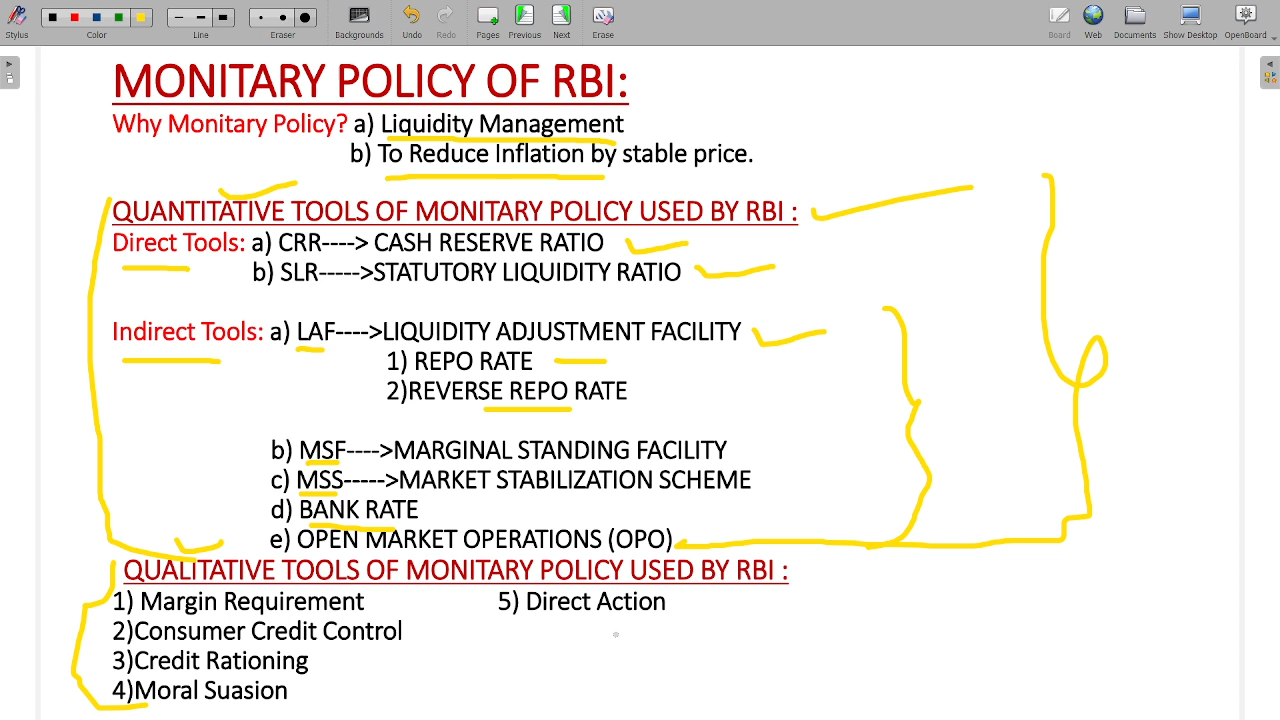 Stylus Color Line Eraser Backgrounds Undo Redo Pages Previous Next Erase Board Web Documents Show Desktop OpenBoard
MONITARY POLICY OF RBI:
Why Monitary Policy? a) Liquidity Management
b) To Reduce Inflation by stable price.
QUANTITATIVE TOOLS OF MONITARY POLICY USED BY RBI :
Direct Tools: a) CRR----> CASH RESERVE RATIO
b) SLR----->STATUTORY LIQUIDITY RATIO
Indirect Tools: a) LAF---->LIQUIDITY ADJUSTMENT FACILITY
1) REPO RATE
2)REVERSE REPO RATE
b) MSF---->MARGINAL STANDING FACILITY
c) MSS----->MARKET STABILIZATION SCHEME
d) BANK RATE
e) OPEN MARKET OPERATIONS (OPO)
QUALITATIVE TOOLS OF MONITARY POLICY USED BY RBI :
1) Margin Requirement 5) Direct Action
2)Consumer Credit Control
3)Credit Rationing
4)Moral Suasion